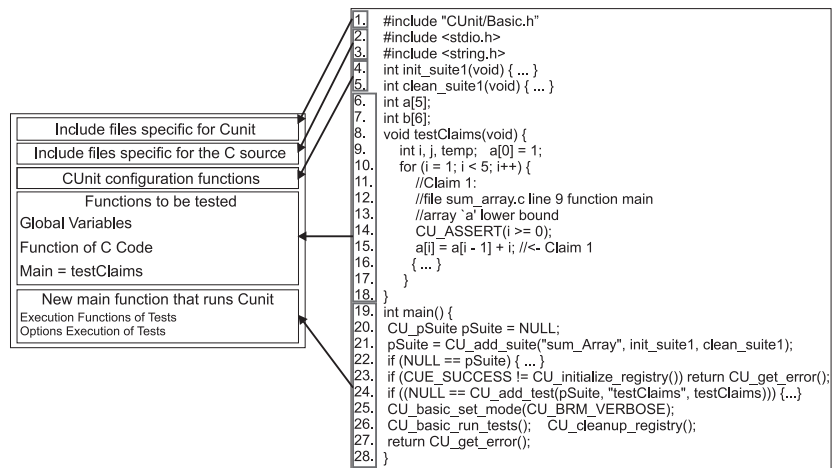 Include files specific for Cunit
Include files specific for the C source
CUnit configuration functions
Functions to be tested
Global Variables
Function of C Code
Main = testClaims
New main function that runs Cunit
Execution Functions of Tests
Options Execution of Tests
1. #include "CUnit/Basic.h"
2. #include <stdio.h>
3. #include <string.h>
4. int init_suite1(void) { ... }
5. int clean_suite1(void) { ... }
6. int a[5];
7. int b[6];
8. void testClaims(void) {
9. int i, j, temp; a[0] = 1;
10. for (i = 1; i < 5; i++) {
11. //Claim 1:
12. //file sum_array.c line 9 function main
13. //array `a' lower bound
14. CU_ASSERT(i >= 0);
15. a[i] = a[i - 1] + i; //<- Claim 1
16. { ... }
17. }
18. }
19. int main() {
20. CU_pSuite pSuite = NULL;
21. pSuite = CU_add_suite("sum_Array", init_suite1, clean_suite1);
22. if (NULL == pSuite) { ... }
23. if (CUE_SUCCESS != CU_initialize_registry()) return CU_get_error();
24. if ((NULL == CU_add_test(pSuite, "testClaims", testClaims))) {...}
25. CU_basic_set_mode(CU_BRM_VERBOSE);
26. CU_basic_run_tests(); CU_cleanup_registry();
27. return CU_get_error();
28. }